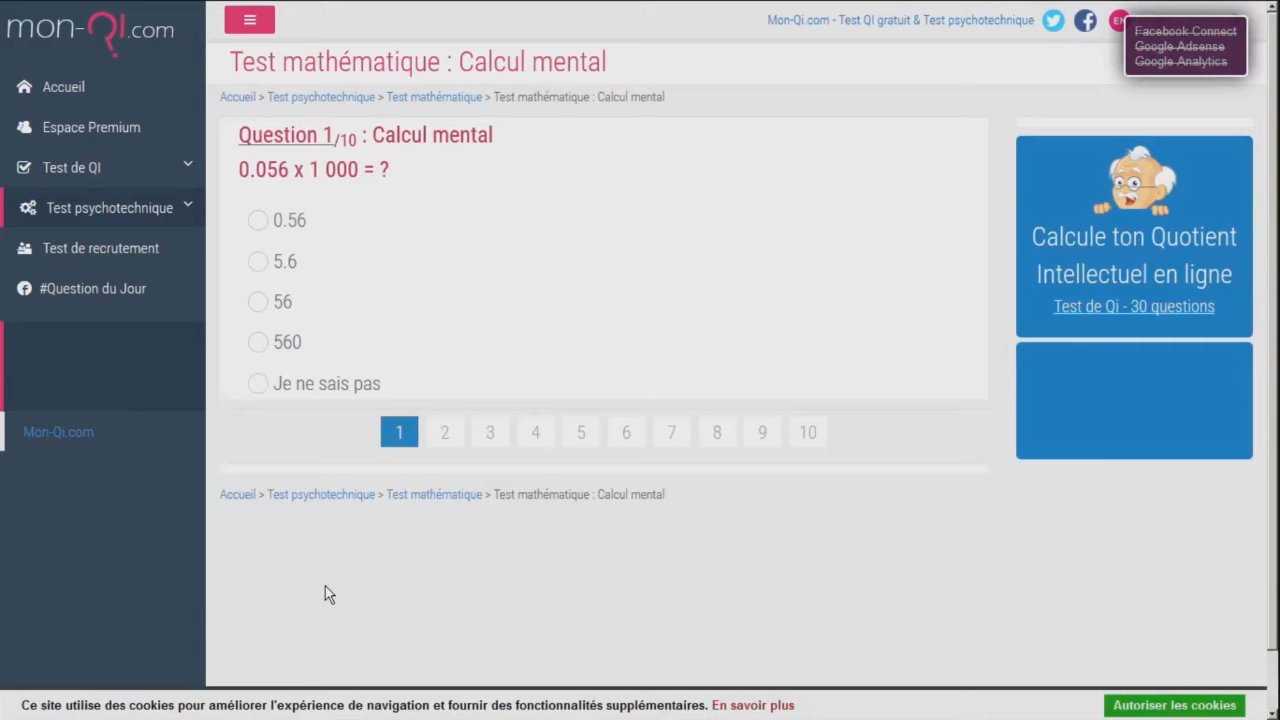 mon-QI.com
Accueil
Espace Premium
Test de QI
Test psychotechnique
Test de recrutement
#Question du Jour
Mon-Qi.com
Mon-Qi.com - Test QI gratuit & Test psychotechnique
EN
Facebook Connect
Google Adsense
Google Analytics
Test mathématique : Calcul mental
Accueil > Test psychotechnique > Test mathématique > Test mathématique : Calcul mental
Question 1/10 : Calcul mental
0.056 x 1 000 = ?
0.56
5.6
56
560
Je ne sais pas
1 2 3 4 5 6 7 8 9 10
Accueil > Test psychotechnique > Test mathématique > Test mathématique : Calcul mental
Calcule ton Quotient
Intellectuel en ligne
Test de Qi - 30 questions
Ce site utilise des cookies pour améliorer l'expérience de navigation et fournir des fonctionnalités supplémentaires. En savoir plus
Autoriser les cookies